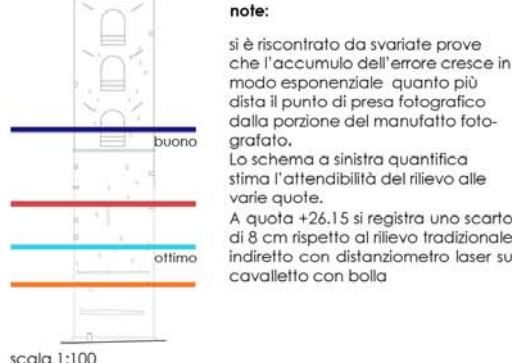 note:
si è riscontrato da svariate prove
che l'accumulo dell'errore cresce in
modo esponenziale quanto più
dista il punto di presa fotografico
dalla porzione del manufatto foto-
grafato.
Lo schema a sinistra quantifica
stima l'attendibilità del rilievo alle
varie quote.
A quota +26.15 si registra uno scarto
di 8 cm rispetto al rilievo tradizionale
indiretto con distanziometro laser su
cavalletto con bolla
buono
ottimo
scala 1:100